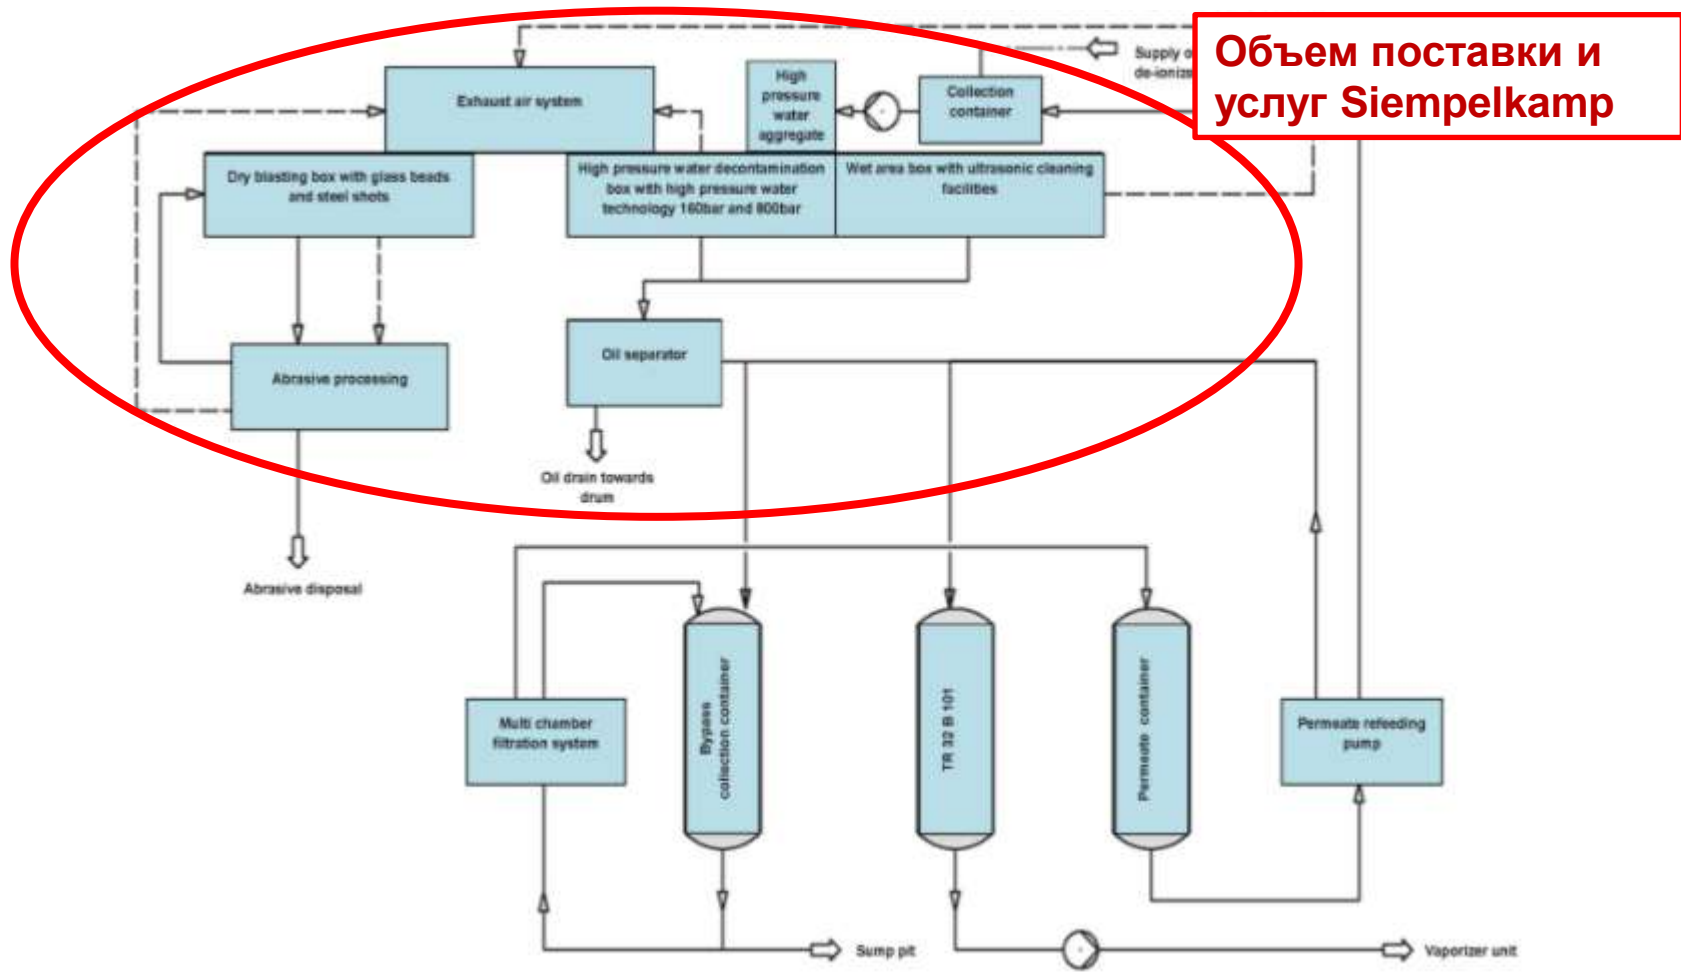 Объем поставки и
услуг Siempelkamp
Supply o
de-ionize
Exhaust air system
High
pressure
water
aggregate
Collection
container
Dry blasting box with glass beads
and steel shots
High pressure water decontamination
box with high pressure water
technology 160bar and 800bar
Wet area box with ultrasonic cleaning
facilities
Oil separator
Abrasive processing
Oil drain towards
drum
Abrasive disposal
Multi chamber
filtration system
Bypass
collection container
TR 32 B 101
Permeate container
Permeate refeeding
pump
Sump pit
Vaporizer unit